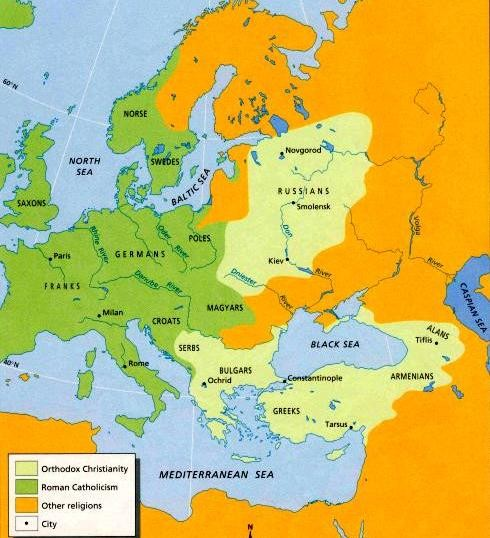 60°N
NORSE
NORTH
SEA
SWEDES
BALTIC SEA
Novgorod
RUSSIANS
Smolensk
SAXONS
Paris
Rhine River
GERMANS
Oder
River
POLES
Don
Kiev
River
Volga
River
Dniester
River
FRANKS
Danube
River
MAGYARS
Milan
CROATS
CASPIAN SEA
SERBS
BLACK SEA
ALANS
Tiflis
40°N
Rome
BULGARS
Ohrid
Constantinople
ARMENIANS
GREEKS
Tarsus
MEDITERRANEAN SEA
Orthodox Christianity
Roman Catholicism
Other religions
City
N